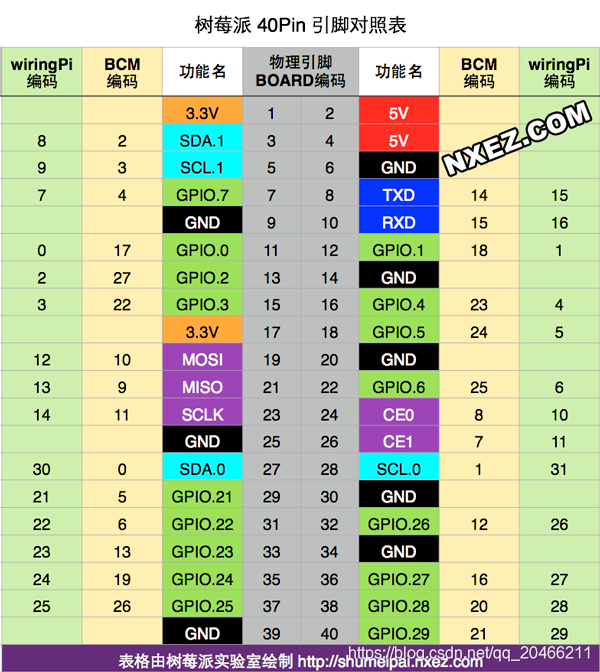 树莓派 40Pin 引脚对照表
wiringPi 编码 BCM 编码 功能名 物理引脚 BOARD编码 功能名 BCM 编码 wiringPi 编码
3.3V 1 2 5V
8 2 SDA.1 3 4 5V
9 3 SCL.1 5 6 GND
7 4 GPIO.7 7 8 TXD 14 15
GND 9 10 RXD 15 16
0 17 GPIO.0 11 12 GPIO.1 18 1
2 27 GPIO.2 13 14 GND
3 22 GPIO.3 15 16 GPIO.4 23 4
3.3V 17 18 GPIO.5 24 5
12 10 MOSI 19 20 GND
13 9 MISO 21 22 GPIO.6 25 6
14 11 SCLK 23 24 CE0 8 10
GND 25 26 CE1 7 11
30 0 SDA.0 27 28 SCL.0 1 31
21 5 GPIO.21 29 30 GND
22 6 GPIO.22 31 32 GPIO.26 12 26
23 13 GPIO.23 33 34 GND
24 19 GPIO.24 35 36 GPIO.27 16 27
25 26 GPIO.25 37 38 GPIO.28 20 28
GND 39 40 GPIO.29 21 29
表格由树莓派实验室绘制 http://shumeipai.nxez.com
NXEZ.COM
https://blog.csdn.net/qq_20466211